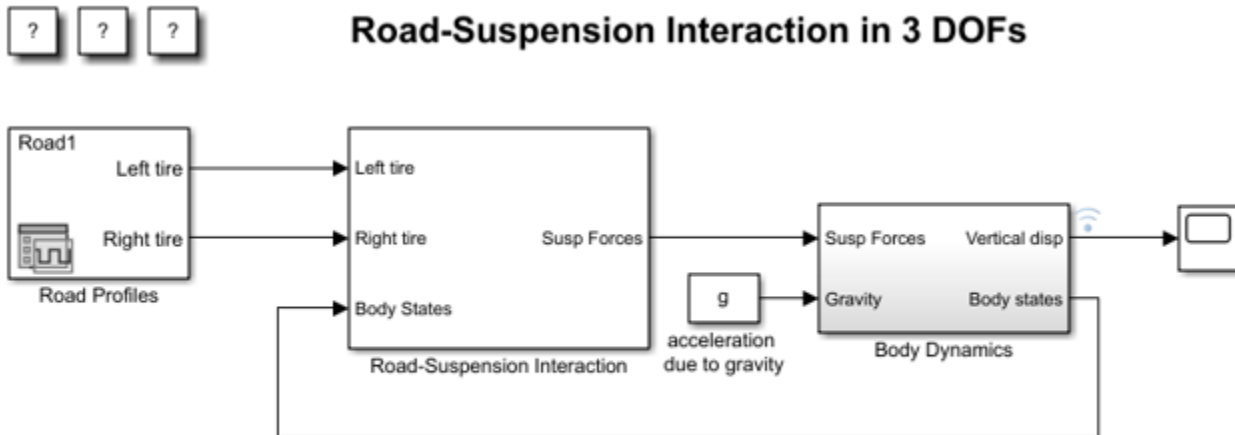 ? ? ?
Road-Suspension Interaction in 3 DOFs
Road1
Left tire
Right tire
Road Profiles
Left tire
Right tire
Susp Forces
Body States
Road-Suspension Interaction
g
acceleration
due to gravity
Susp Forces
Vertical disp
Gravity
Body states
Body Dynamics